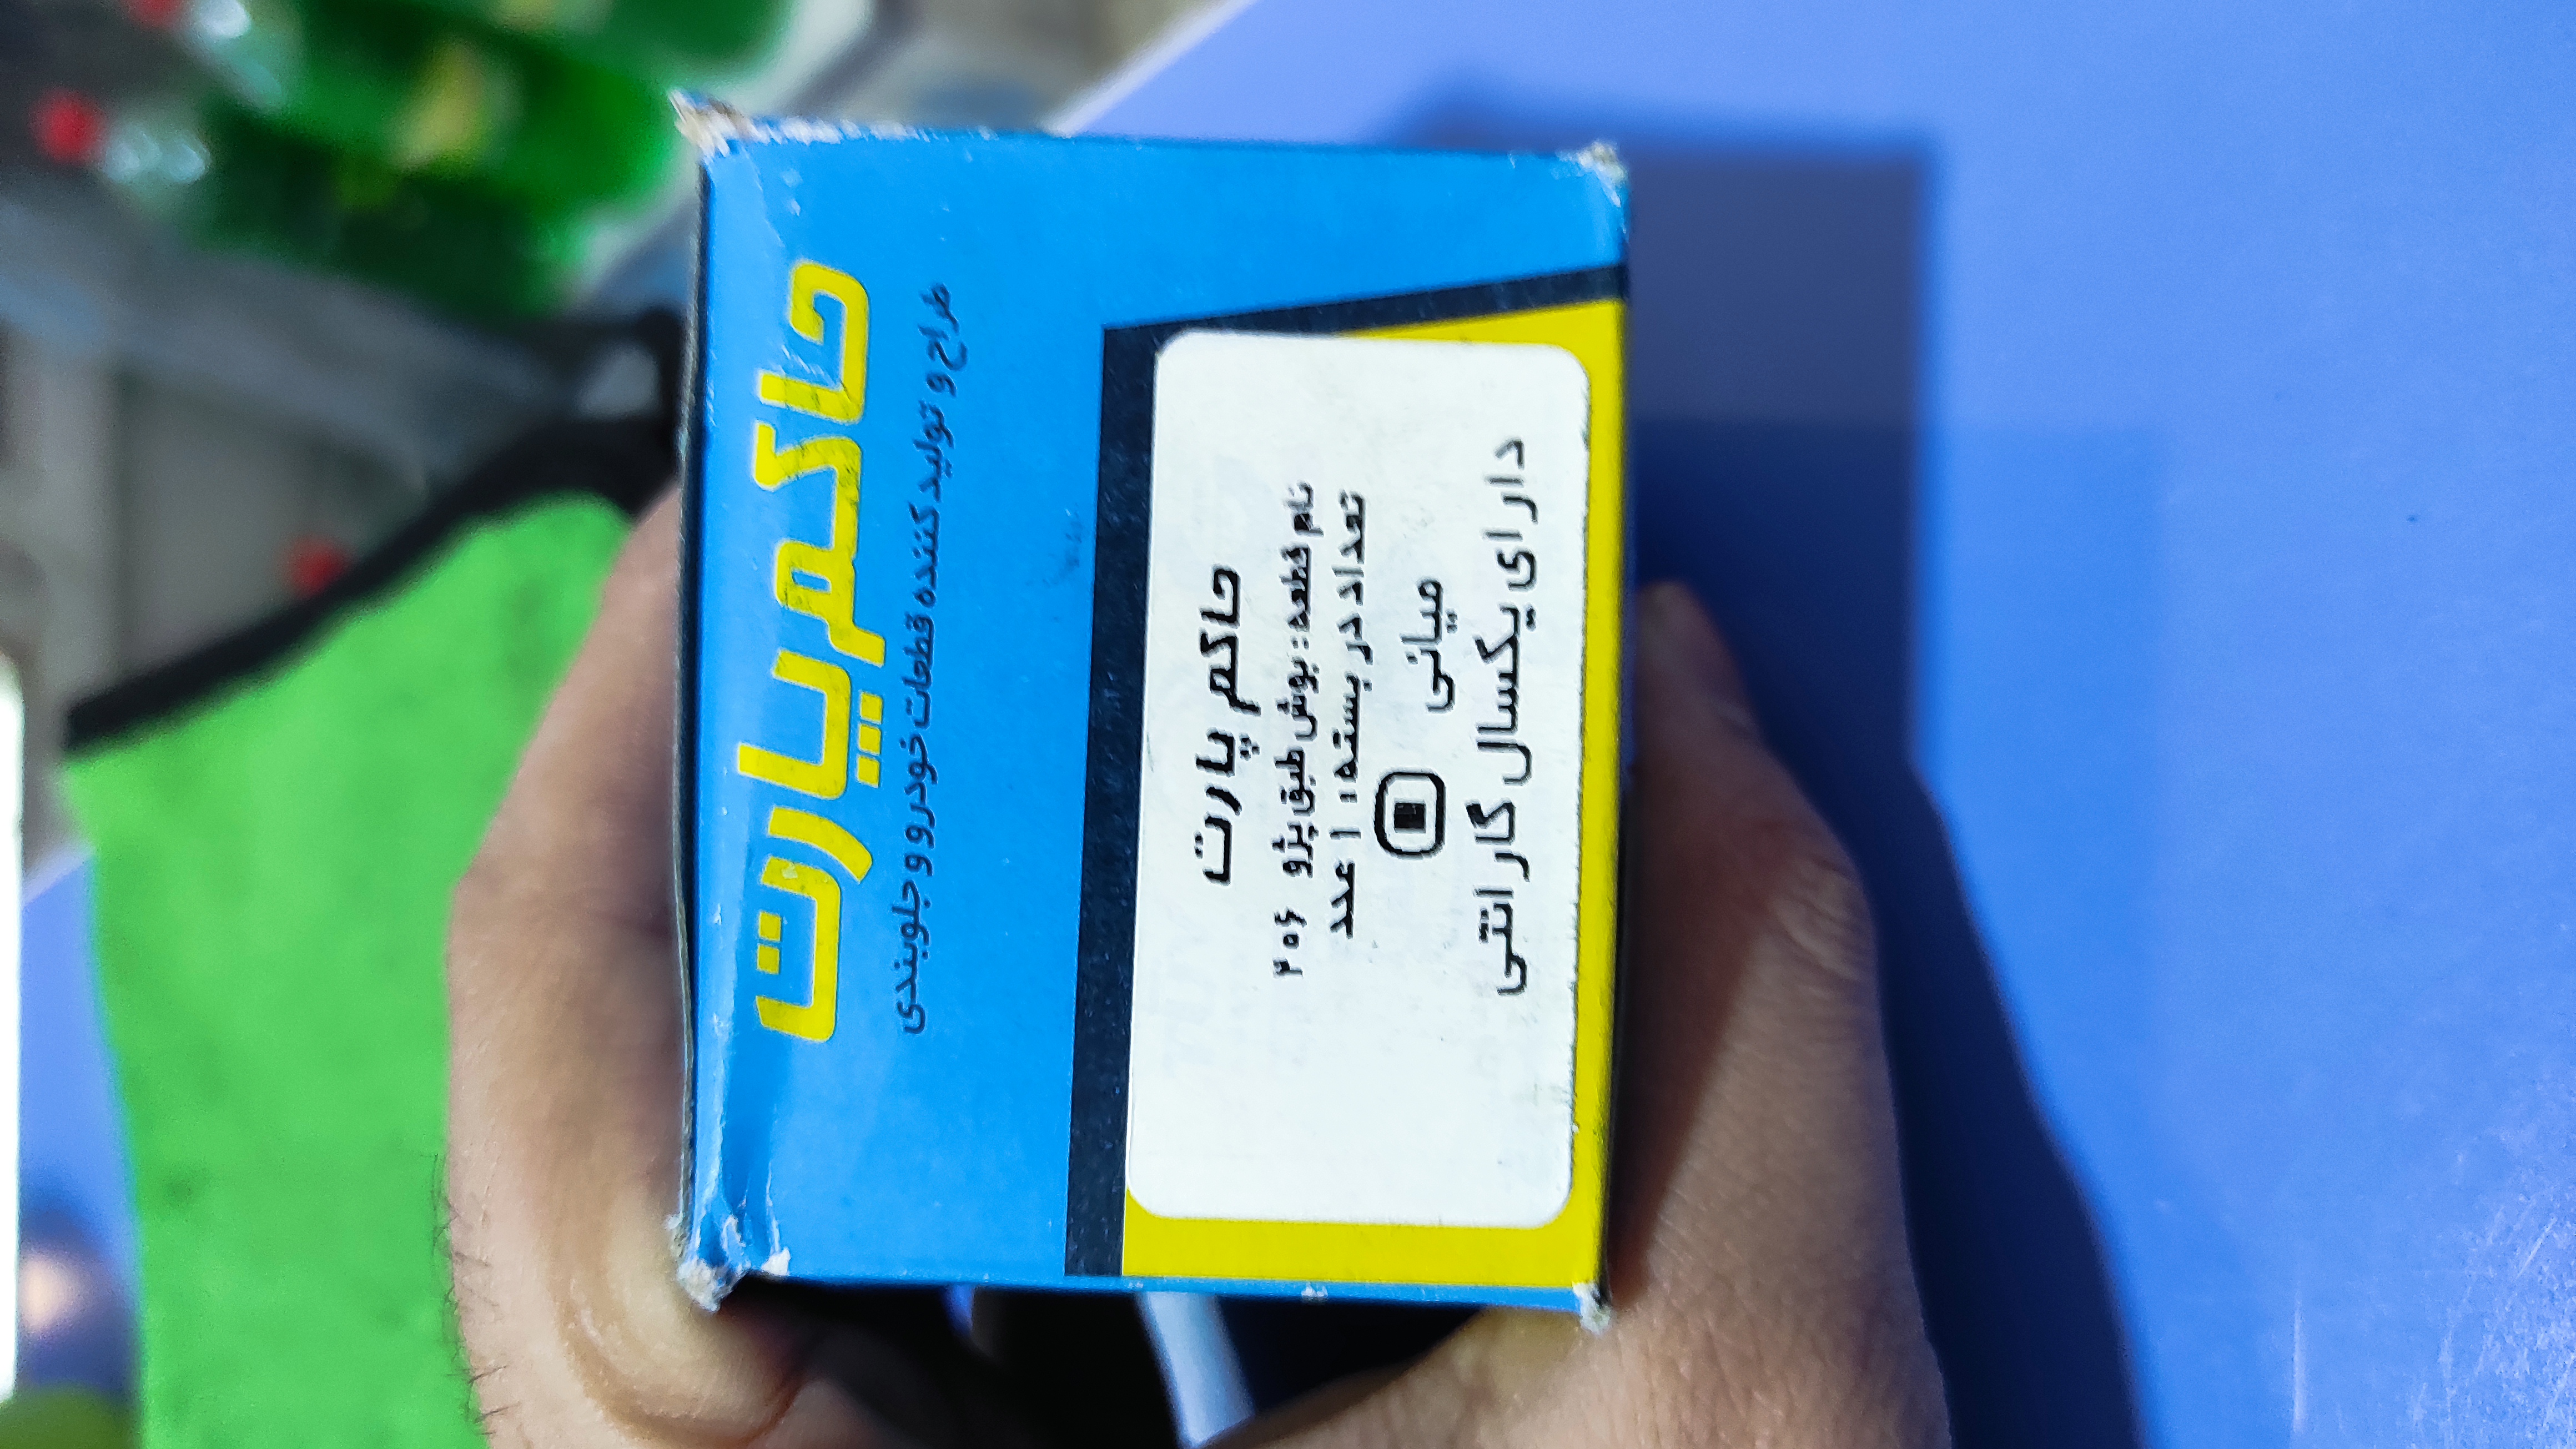 حاکم پارت
طراح و تولید کننده قطعات خودرو و جلوبندی
حاکم پارت
نام قطعه: بوش طبق پژو ۲۰۶
تعداد در بسته: ۱ عدد
میانی
دارای یکسال گارانتی